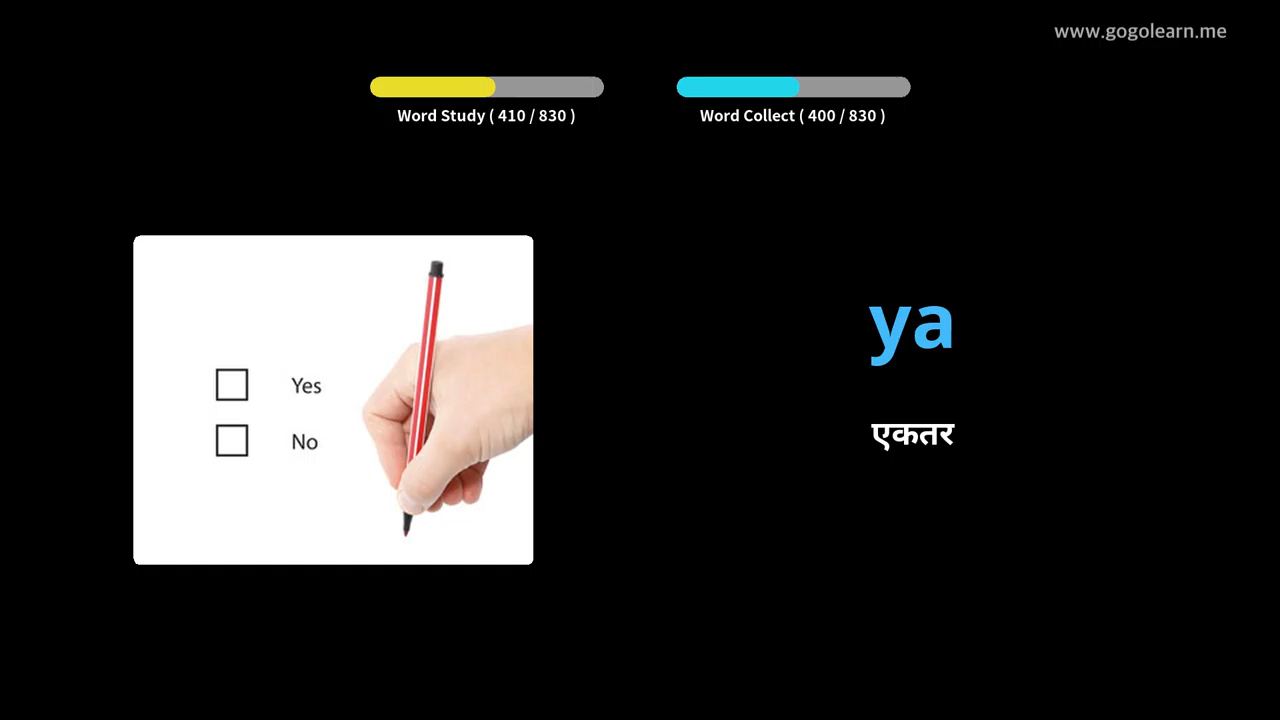 www.gogolearn.me
Word Study ( 410 / 830 )
Word Collect ( 400 / 830 )
Yes
No
ya
एकतर